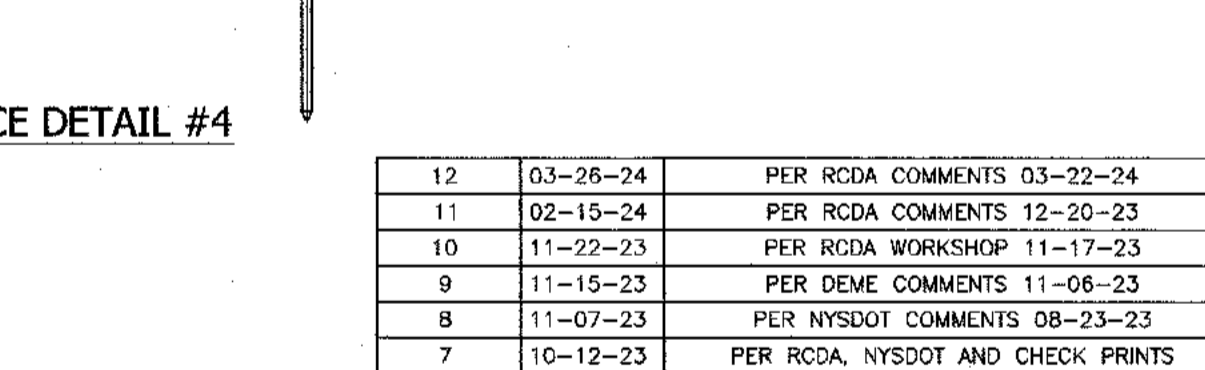 CE DETAIL #4
12 03-26-24 PER RCDA COMMENTS 03-22-24
11 02-15-24 PER RCDA COMMENTS 12-20-23
10 11-22-23 PER RCDA WORKSHOP 11-17-23
9 11-15-23 PER DEME COMMENTS 11-06-23
8 11-07-23 PER NYSDOT COMMENTS 08-23-23
7 10-12-23 PER RCDA, NYSDOT AND CHECK PRINTS